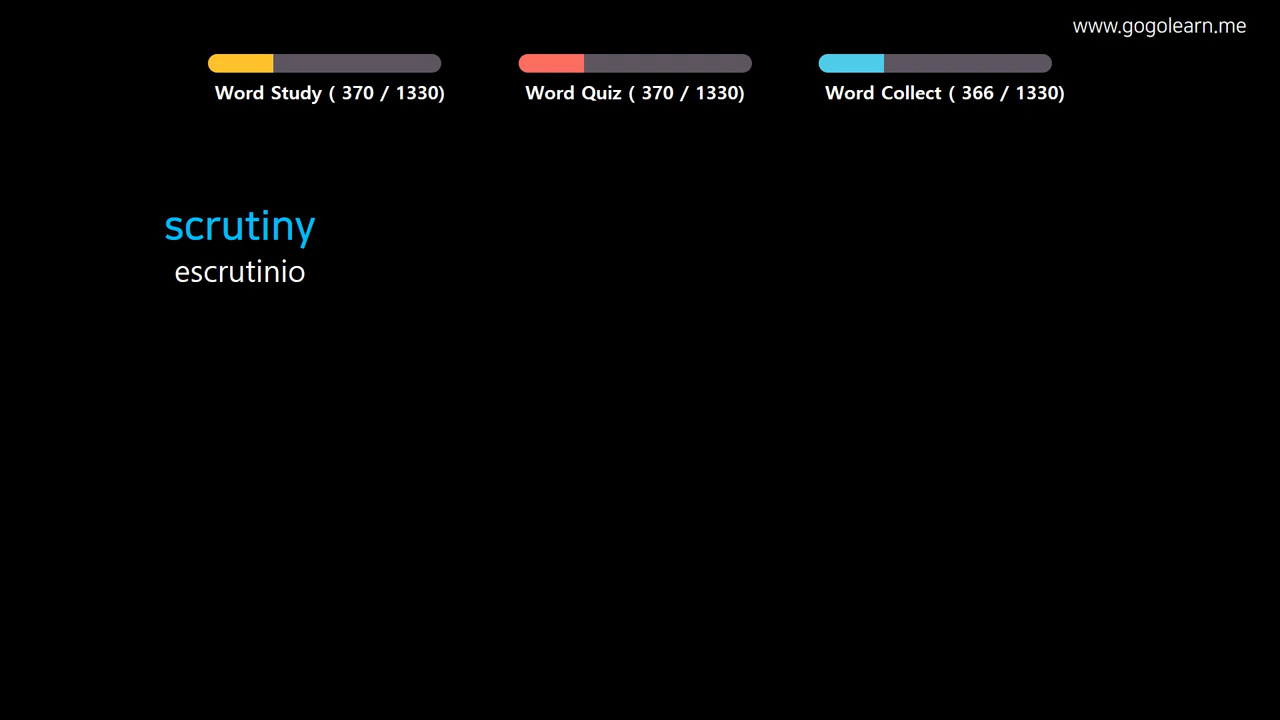 www.gogolearn.me
Word Study ( 370 / 1330)
Word Quiz ( 370 / 1330)
Word Collect ( 366 / 1330)
scrutiny
escrutinio